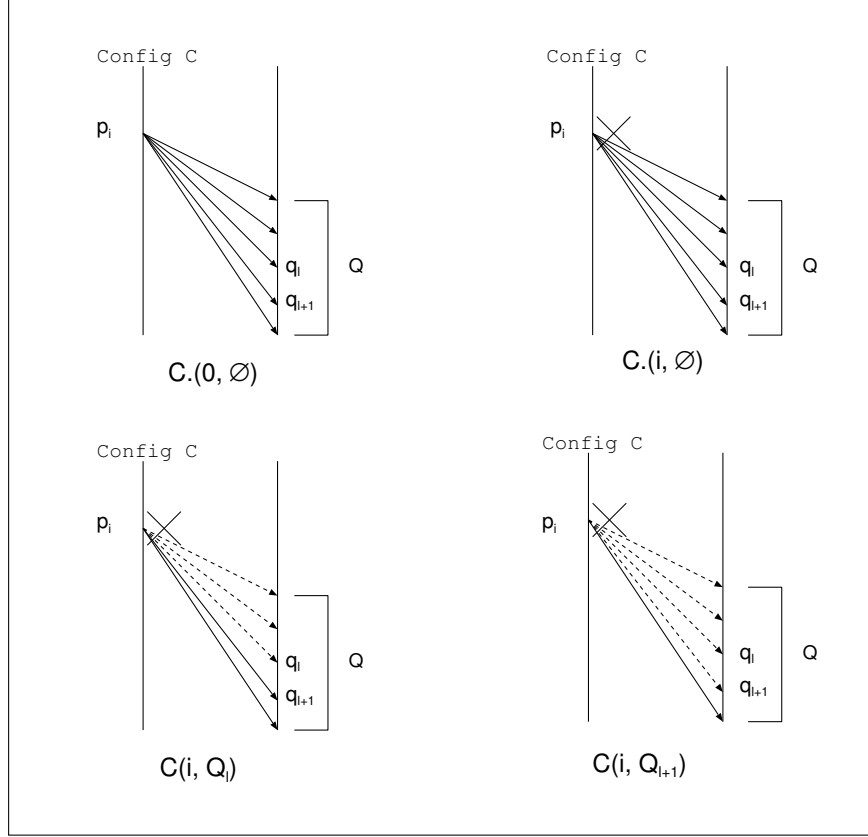 Config C
pᵢ
qₗ
Q
qₗ₊₁
C.(0, ∅)
Config C
pᵢ
qₗ
Q
qₗ₊₁
C.(i, ∅)
Config C
pᵢ
qₗ
Q
qₗ₊₁
C(i, Qₗ)
Config C
pᵢ
qₗ
Q
qₗ₊₁
C(i, Qₗ₊₁)